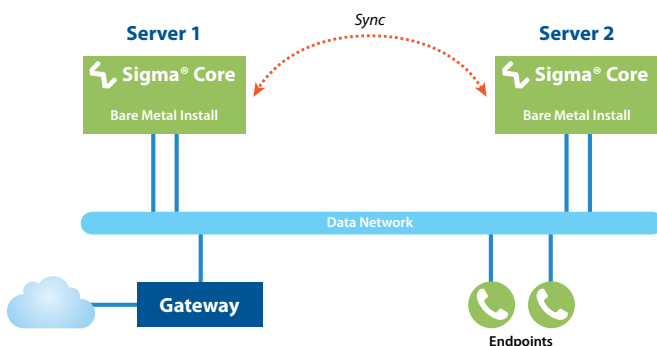 Sync
Server 1
Server 2
Sigma® Core
Bare Metal Install
Sigma® Core
Bare Metal Install
Data Network
Gateway
Endpoints